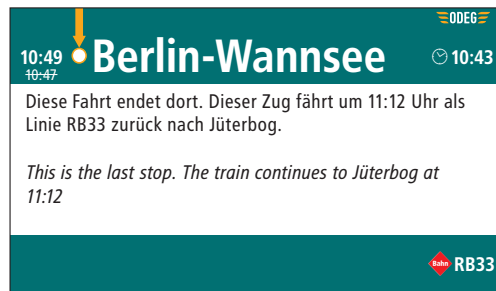 ODEG
10:49 Berlin-Wannsee 10:43
10:47
Diese Fahrt endet dort. Dieser Zug fährt um 11:12 Uhr als
Linie RB33 zurück nach Jüterbog.
This is the last stop. The train continues to Jüterbog at
11:12
Bahn RB33